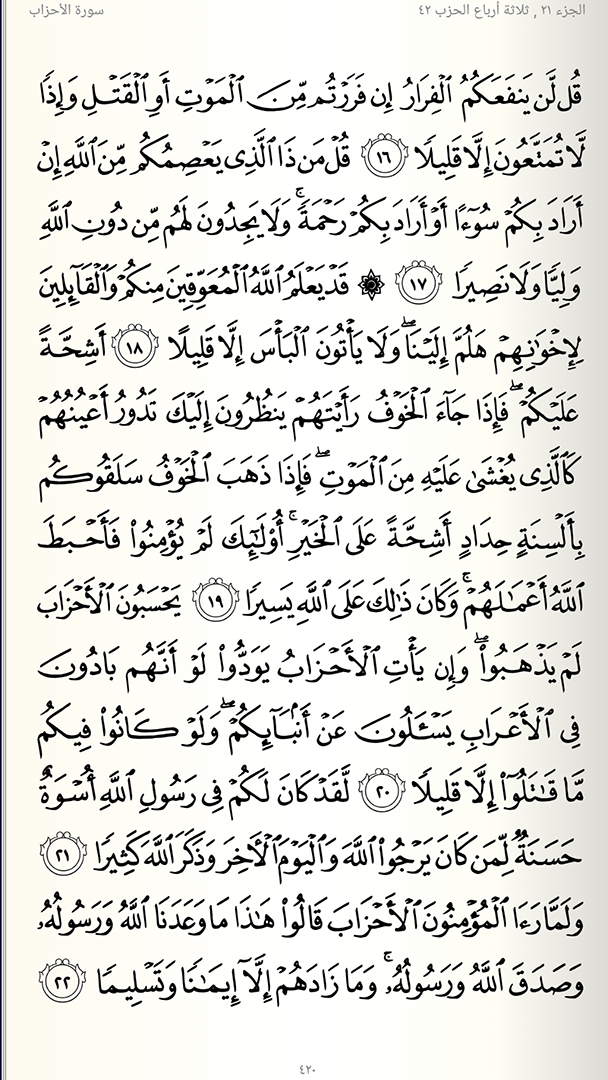 الجزء ٢١ , ثلاثة أرباع الحزب ٤٢
سورة الأحزاب
قُل لَّن يَنفَعَكُمُ ٱلۡفِرَارُ إِن فَرَرۡتُم مِّنَ ٱلۡمَوۡتِ أَوِ ٱلۡقَتۡلِ وَإِذٗا
لَّا تُمَتَّعُونَ إِلَّا قَلِيلٗا ١٦ قُلۡ مَن ذَا ٱلَّذِي يَعۡصِمُكُم مِّنَ ٱللَّهِ إِنۡ
أَرَادَ بِكُمۡ سُوٓءًا أَوۡ أَرَادَ بِكُمۡ رَحۡمَةٗۚ وَلَا يَجِدُونَ لَهُم مِّن دُونِ ٱللَّهِ
وَلِيّٗا وَلَا نَصِيرٗا ١٧ ۞ قَدۡ يَعۡلَمُ ٱللَّهُ ٱلۡمُعَوِّقِينَ مِنكُمۡ وَٱلۡقَآئِلِينَ
لِإِخۡوَٰنِهِمۡ هَلُمَّ إِلَيۡنَاۖ وَلَا يَأۡتُونَ ٱلۡبَأۡسَ إِلَّا قَلِيلًا ١٨ أَشِحَّةً
عَلَيۡكُمۡۖ فَإِذَا جَآءَ ٱلۡخَوۡفُ رَأَيۡتَهُمۡ يَنظُرُونَ إِلَيۡكَ تَدُورُ أَعۡيُنُهُمۡ
كَٱلَّذِي يُغۡشَىٰ عَلَيۡهِ مِنَ ٱلۡمَوۡتِۖ فَإِذَا ذَهَبَ ٱلۡخَوۡفُ سَلَقُوكُم
بِأَلۡسِنَةٍ حِدَادٍ أَشِحَّةً عَلَى ٱلۡخَيۡرِۚ أُوْلَٰٓئِكَ لَمۡ يُؤۡمِنُواْ فَأَحۡبَطَ
ٱللَّهُ أَعۡمَٰلَهُمۡۚ وَكَانَ ذَٰلِكَ عَلَى ٱللَّهِ يَسِيرٗا ١٩ يَحۡسَبُونَ ٱلۡأَحۡزَابَ
لَمۡ يَذۡهَبُواْۖ وَإِن يَأۡتِ ٱلۡأَحۡزَابُ يَوَدُّواْ لَوۡ أَنَّهُم بَادُونَ
فِي ٱلۡأَعۡرَابِ يَسۡـَٔلُونَ عَنۡ أَنۢبَآئِكُمۡۖ وَلَوۡ كَانُواْ فِيكُم
مَّا قَٰتَلُوٓاْ إِلَّا قَلِيلٗا ٢٠ لَّقَدۡ كَانَ لَكُمۡ فِي رَسُولِ ٱللَّهِ أُسۡوَةٌ
حَسَنَةٞ لِّمَن كَانَ يَرۡجُواْ ٱللَّهَ وَٱلۡيَوۡمَ ٱلۡأٓخِرَ وَذَكَرَ ٱللَّهَ كَثِيرٗا ٢١
وَلَمَّا رَءَا ٱلۡمُؤۡمِنُونَ ٱلۡأَحۡزَابَ قَالُواْ هَٰذَا مَا وَعَدَنَا ٱللَّهُ وَرَسُولُهُۥ
وَصَدَقَ ٱللَّهُ وَرَسُولُهُۥۚ وَمَا زَادَهُمۡ إِلَّآ إِيمَٰنٗا وَتَسۡلِيمٗا ٢٢
٤٢٠